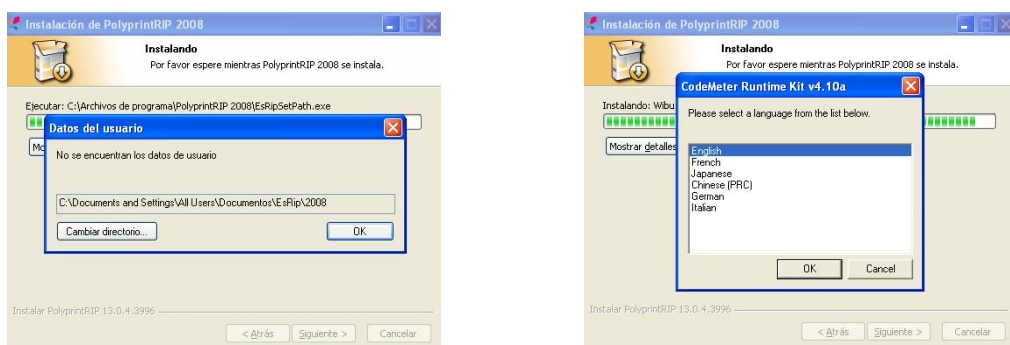 Instalación de PolyprintRIP 2008
Instalando
Por favor espere mientras PolyprintRIP 2008 se instala.
Ejecutar: C:\Archivos de programa\PolyprintRIP 2008\EsRipSetPath.exe
Datos del usuario
No se encuentran los datos de usuario
C:\Documents and Settings\All Users\Documentos\EsRip\2008
Cambiar directorio...
OK
Instalar PolyprintRIP 13.0.4.3996
< Atrás
Siguiente >
Cancelar
Instalación de PolyprintRIP 2008
Instalando
Por favor espere mientras PolyprintRIP 2008 se instala.
Instalando: Wibu
Mostrar detalles
CodeMeter Runtime Kit v4.10a
Please select a language from the list below.
English
French
Japanese
Chinese (PRC)
German
Italian
OK
Cancel
Instalar PolyprintRIP 13.0.4.3996
< Atrás
Siguiente >
Cancelar